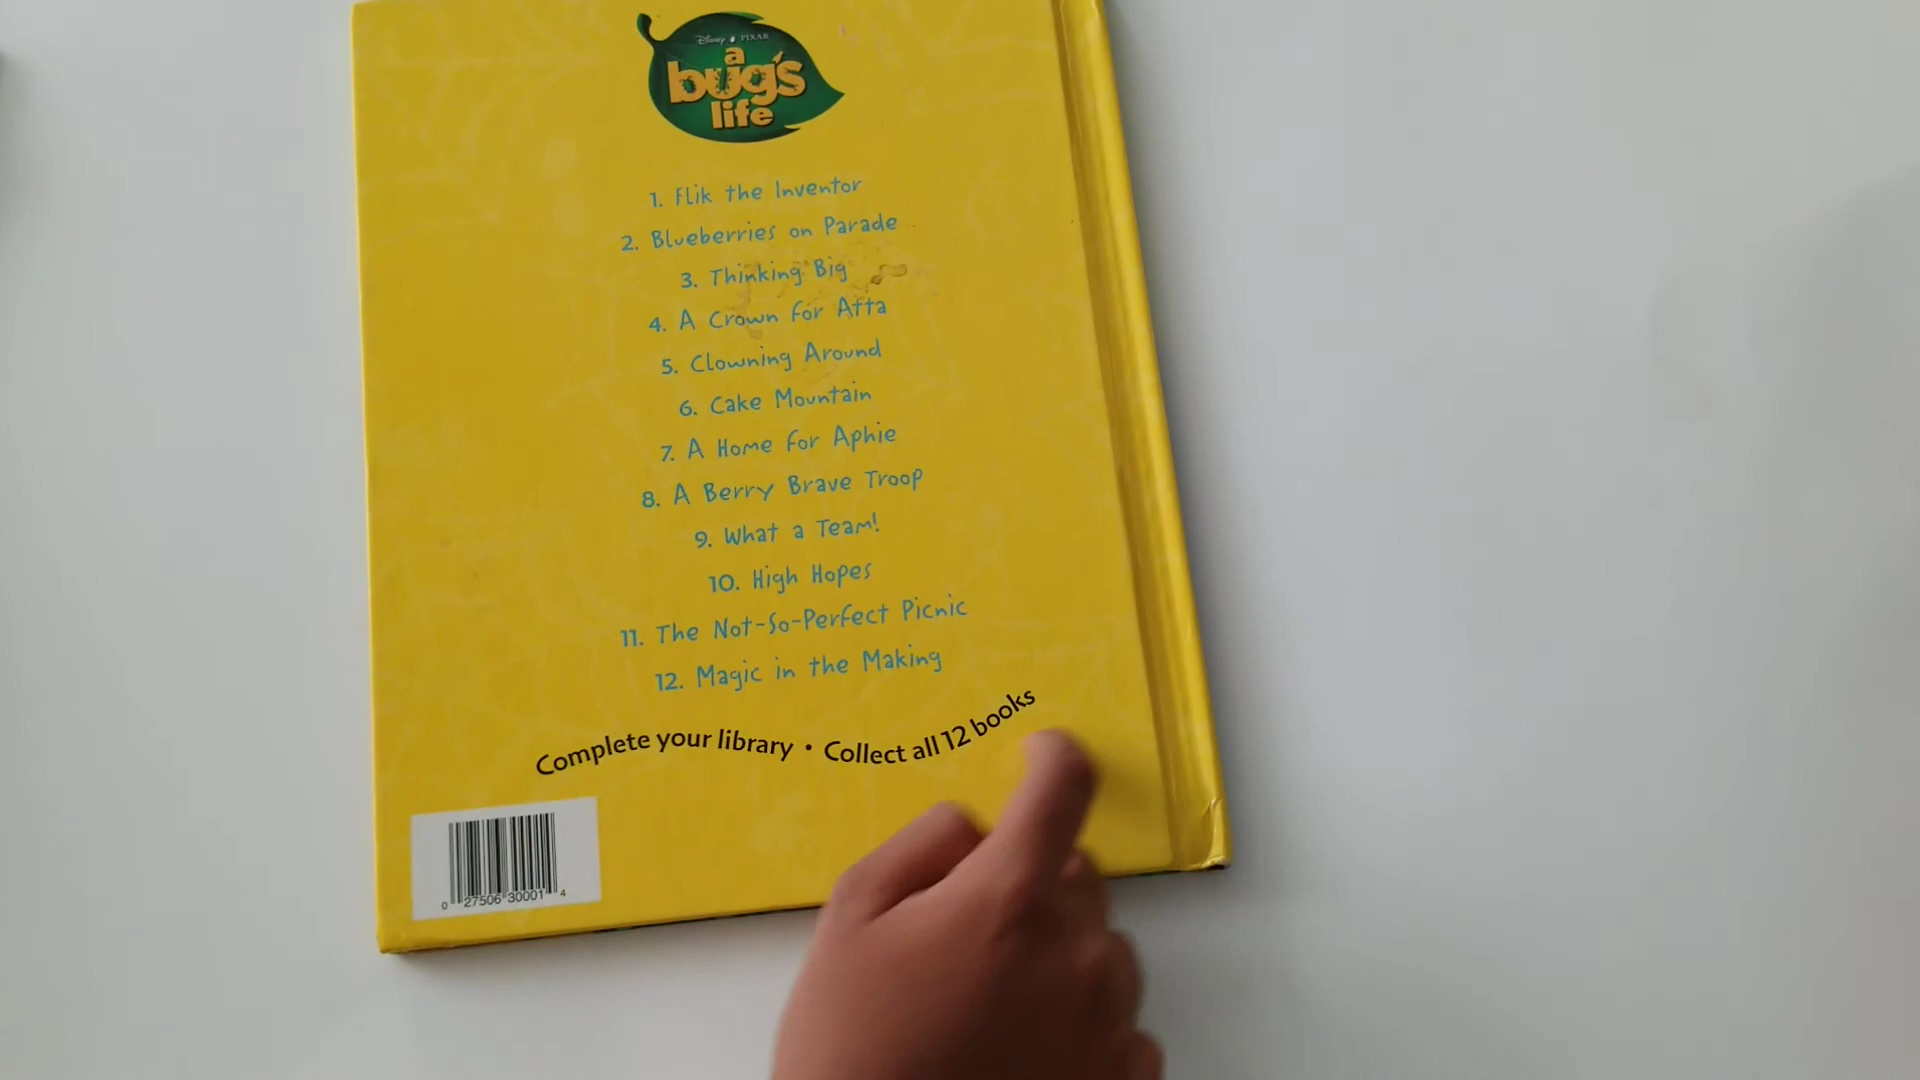 Disney PIXAR
a
bug's
life
1. Flik the Inventor
2. Blueberries on Parade
3. Thinking Big
4. A Crown for Atta
5. Clowning Around
6. Cake Mountain
7. A Home for Aphie
8. A Berry Brave Troop
9. What a Team!
10. High Hopes
11. The Not-So-Perfect Picnic
12. Magic in the Making
Complete your library • Collect all 12 books
0 27506 30001 4